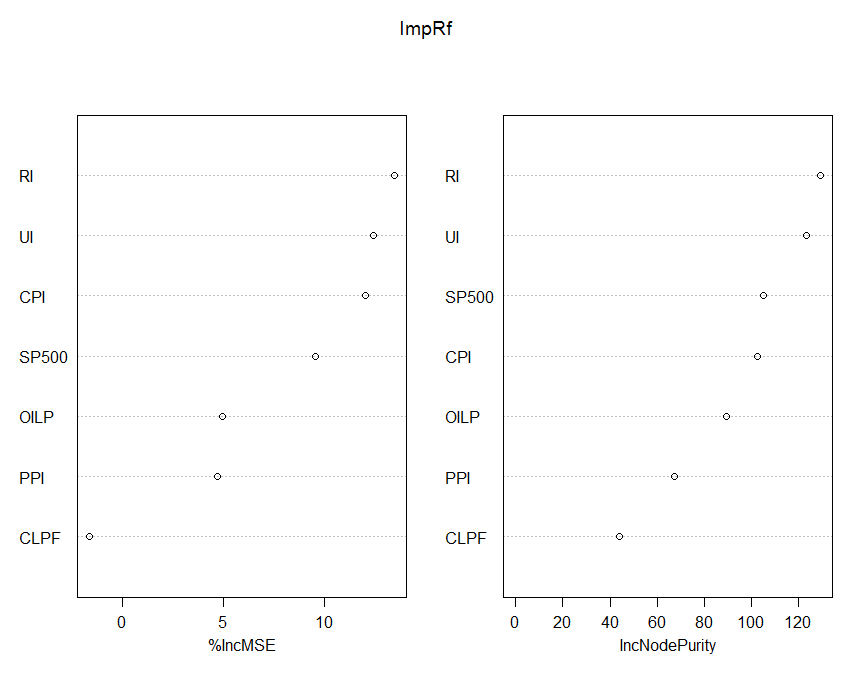 ImpRf
RI
UI
CPI
SP500
OILP
PPI
CLPF
0 5 10
%IncMSE
RI
UI
SP500
CPI
OILP
PPI
CLPF
0 20 40 60 80 100 120
IncNodePurity